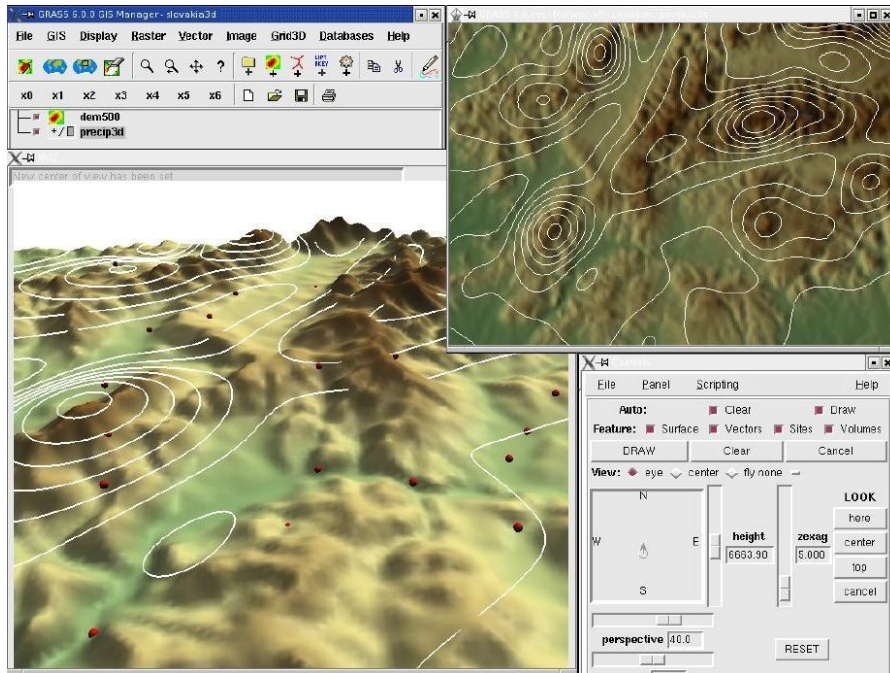 GRASS 6.0.0 GIS Manager - slovakia3d
File GIS Display Raster Vector Image Grid3D Databases Help
x0 x1 x2 x3 x4 x5 x6
dem500
precip3d
New center of view has been set
File Panel Scripting Help
Auto: Clear Draw
Feature: Surface Vectors Sites Volumes
DRAW Clear Cancel
View: eye center fly none
N
W E
S
height
6663.90
zexag
5.000
LOOK
here
center
top
cancel
perspective 40.0
RESET